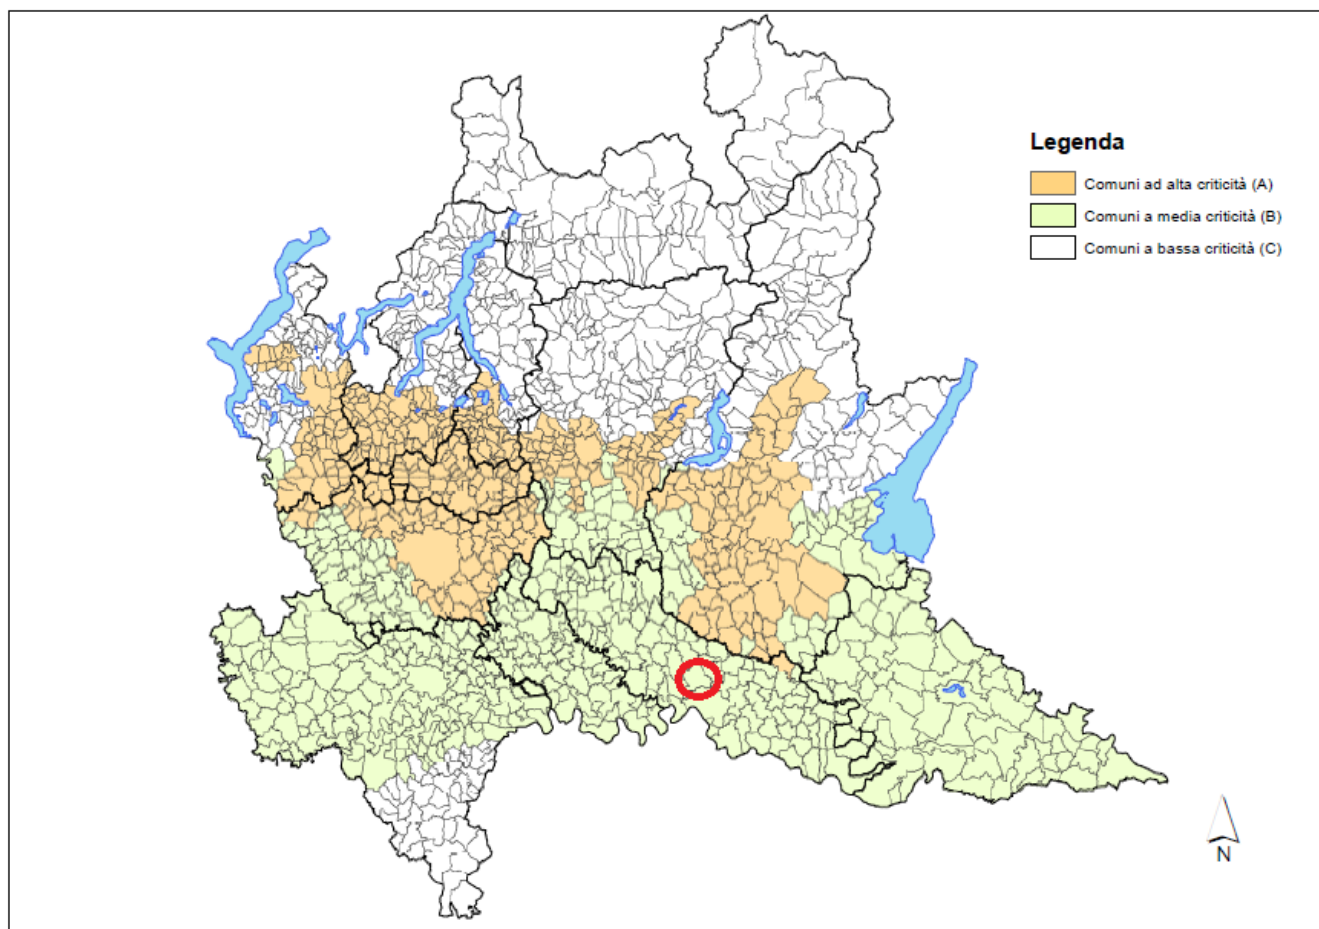 Legenda
Comuni ad alta criticità (A)
Comuni a media criticità (B)
Comuni a bassa criticità (C)
N